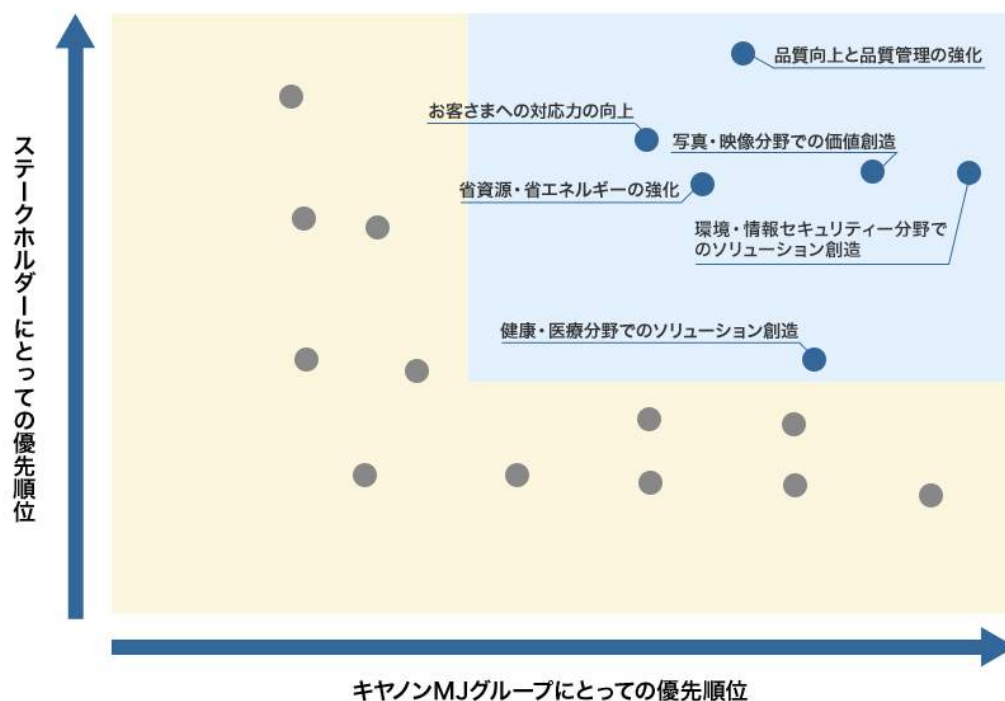 ステークホルダーにとっての優先順位
品質向上と品質管理の強化
お客さまへの対応力の向上
写真・映像分野での価値創造
省資源・省エネルギーの強化
環境・情報セキュリティー分野で
のソリューション創造
健康・医療分野でのソリューション創造
キヤノンMJグループにとっての優先順位